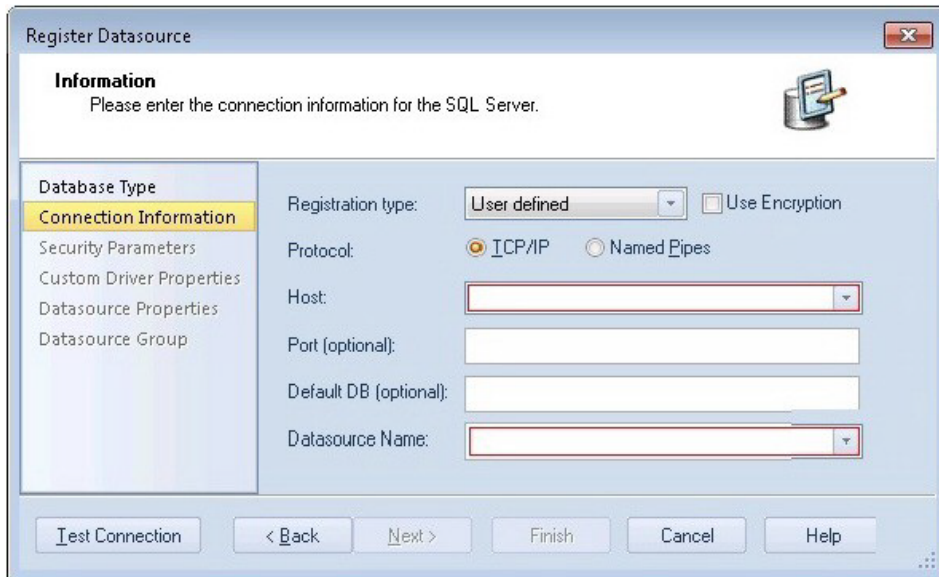 Register Datasource
Information
Please enter the connection information for the SQL Server.
Database Type
Connection Information
Security Parameters
Custom Driver Properties
Datasource Properties
Datasource Group
Registration type: User defined Use Encryption
Protocol: TCP/IP Named Pipes
Host:
Port (optional):
Default DB (optional):
Datasource Name:
Test Connection < Back Next > Finish Cancel Help